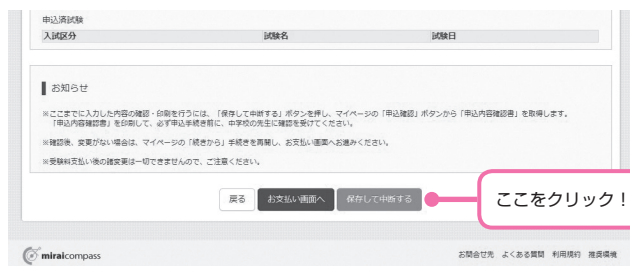 申込済試験
入試区分 試験名 試験日
お知らせ
※ここまでに入力した内容の確認・印刷を行うには、「保存して中断する」ボタンを押し、マイページの「申込確認」ボタンから「申込内容確認書」を取得します。
「申込内容確認書」を印刷して、必ず申込手続き前に、中学校の先生に確認を受けてください。
※確認後、変更がない場合は、マイページの「続きから」手続きを再開し、お支払い画面へお進みください。
※受験料支払い後の諸変更は一切できませんので、ご注意ください。
戻る お支払い画面へ 保存して中断する ここをクリック！
miraicompass お問合せ先 よくある質問 利用規約 推奨環境